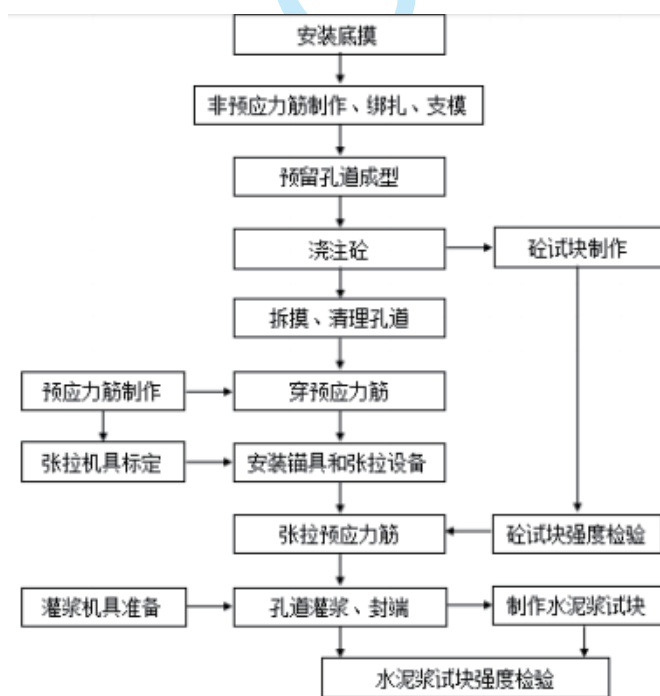 安装底摸
非预应力筋制作、绑扎、支模
预留孔道成型
浇注砼
砼试块制作
拆摸、清理孔道
预应力筋制作
穿预应力筋
张拉机具标定
安装锚具和张拉设备
张拉预应力筋
砼试块强度检验
灌浆机具准备
孔道灌浆、封端
制作水泥浆试块
水泥浆试块强度检验